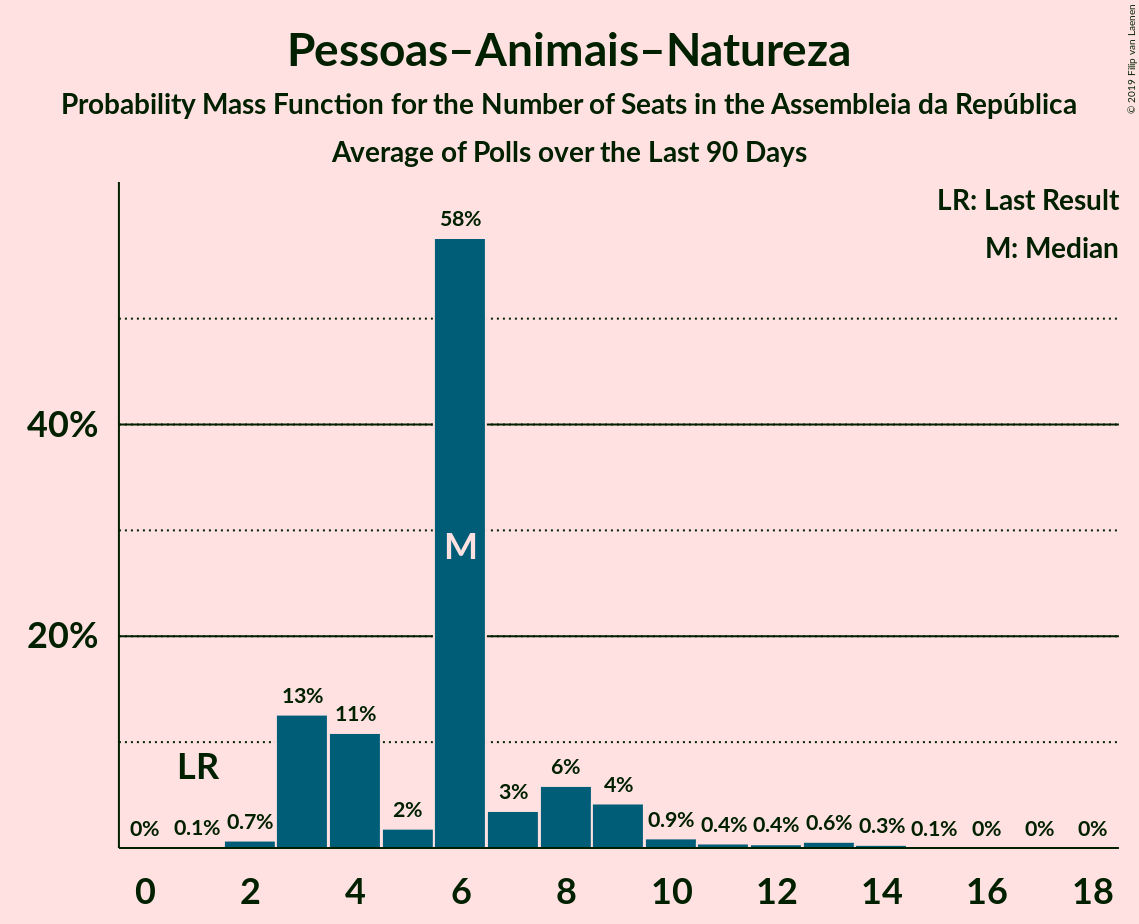 Pessoas–Animais–Natureza
Probability Mass Function for the Number of Seats in the Assembleia da República
Average of Polls over the Last 90 Days
© 2019 Filip van Laenen
LR: Last Result
M: Median
40%
20%
0% 0.1% 0.7% 13% 11% 2% 58% 3% 6% 4% 0.9% 0.4% 0.4% 0.6% 0.3% 0.1% 0% 0% 0%
LR
M
0 2 4 6 8 10 12 14 16 18